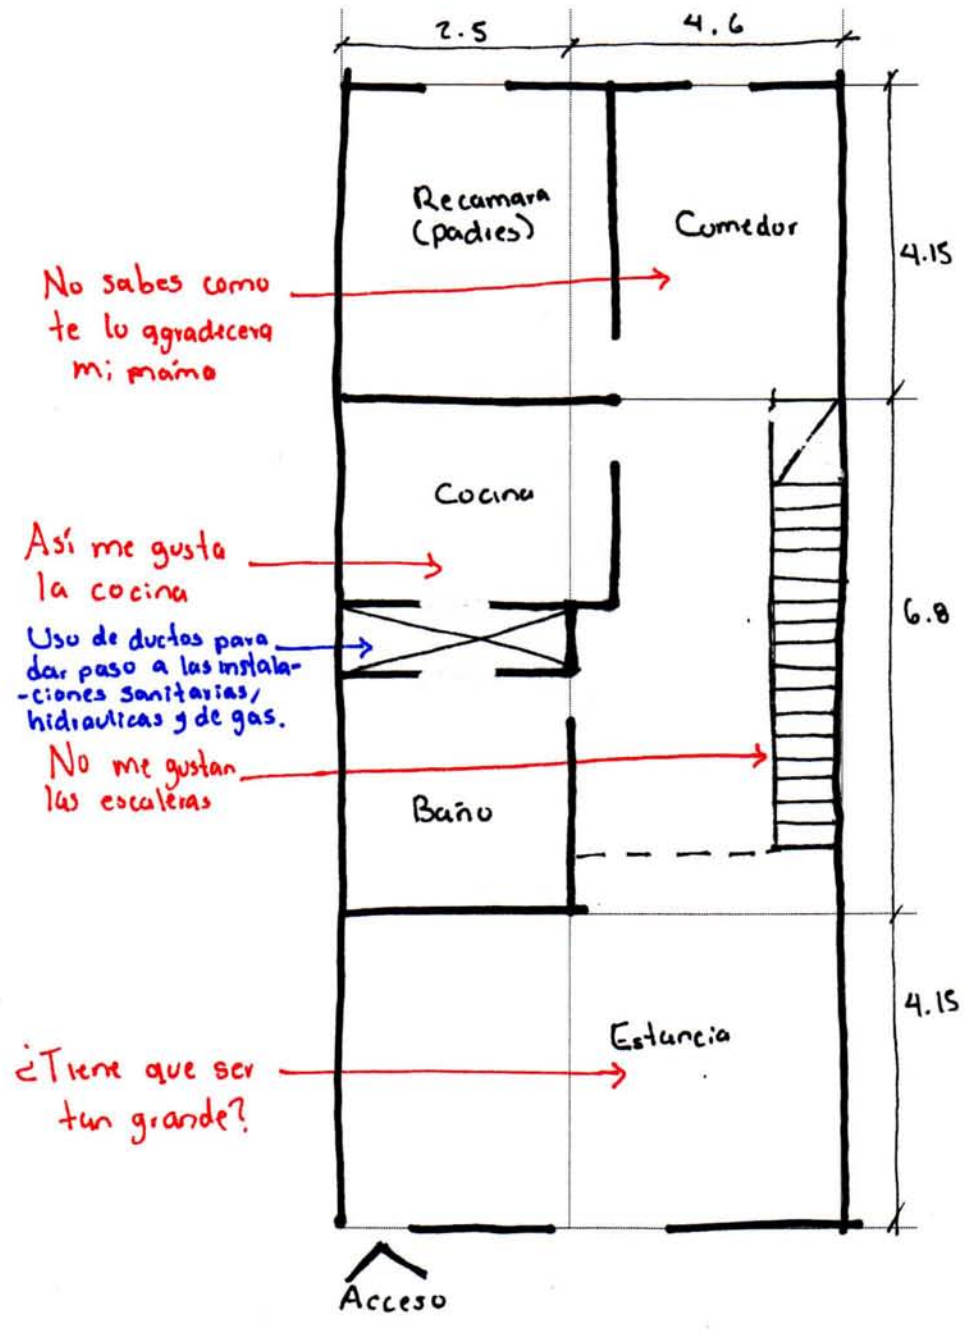 2.5
4.6
Recamara
(padres)
Comedor
4.15
No sabes como
te lo agradecera
mi mámá
Cocina
Así me gusta
la cocina
6.8
Uso de ductos para
dar paso a las instala-
-ciones sanitarias,
hidraulicas y de gas.
No me gustan
las escaleras
Baño
4.15
Estancia
¿Tiene que ser
tan grande?
Acceso